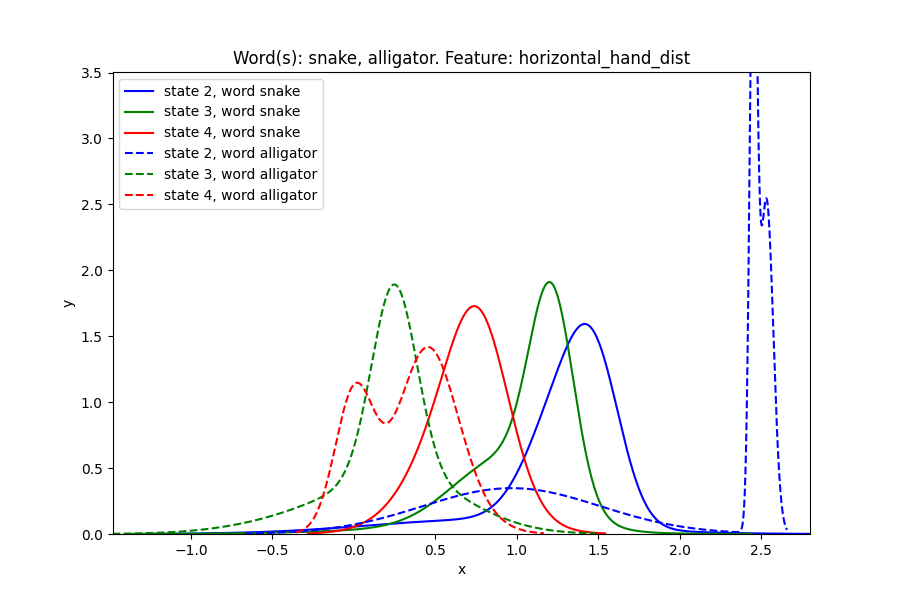 Word(s): snake, alligator. Feature: horizontal_hand_dist
3.5
3.0
2.5
2.0
1.5
1.0
0.5
0.0
y
state 2, word snake
state 3, word snake
state 4, word snake
state 2, word alligator
state 3, word alligator
state 4, word alligator
−1.0 −0.5 0.0 0.5 1.0 1.5 2.0 2.5
x